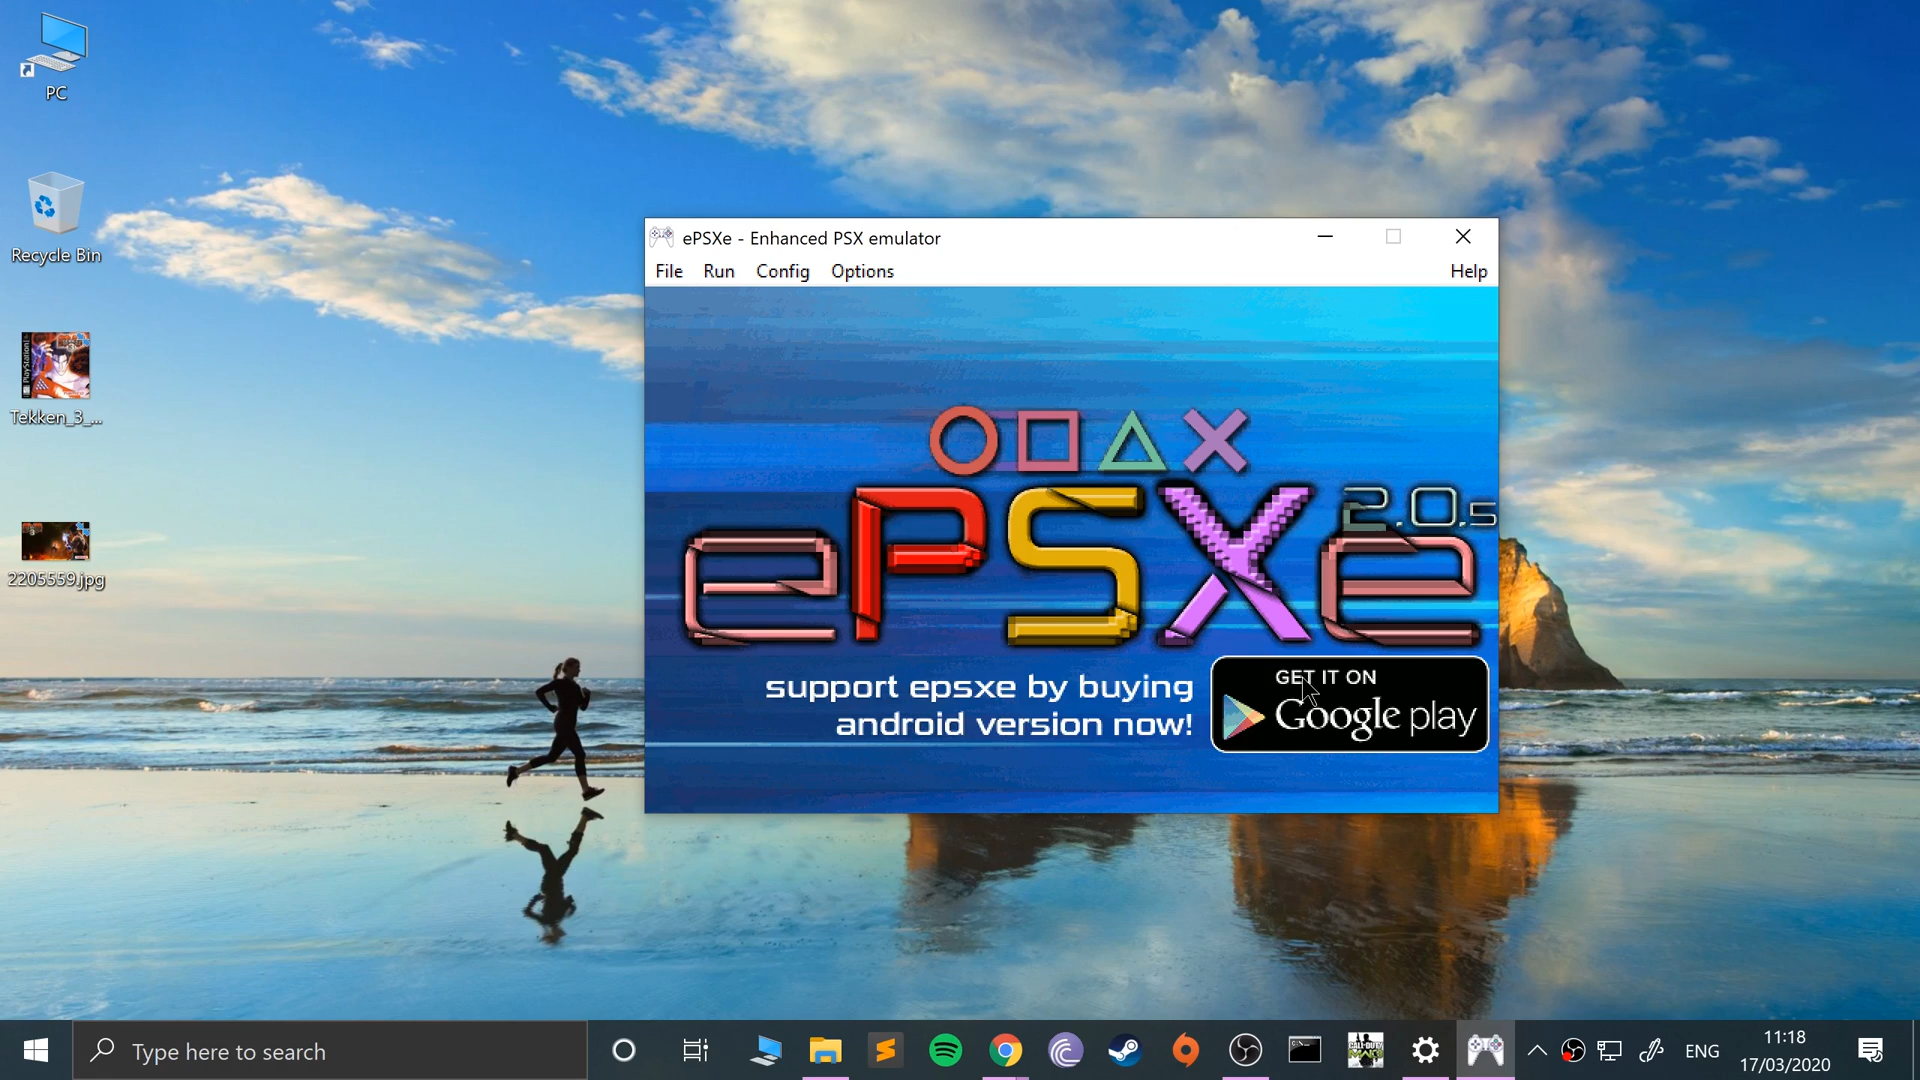 PC
Recycle Bin
Tekken_3_...
2205559.jpg
ePSXe - Enhanced PSX emulator
File Run Config Options Help
ePSXe 2.0.5
support epsxe by buying
android version now!
GET IT ON
Google play
Type here to search
ENG
11:18
17/03/2020